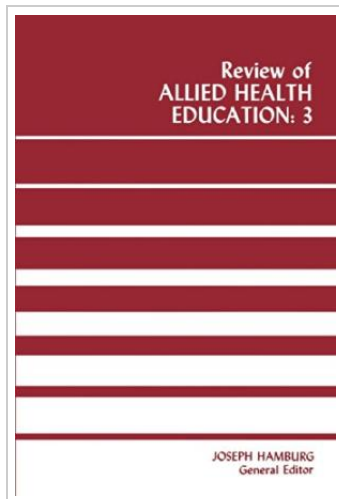 Review of
ALLIED HEALTH
EDUCATION: 3
JOSEPH HAMBURG
General Editor